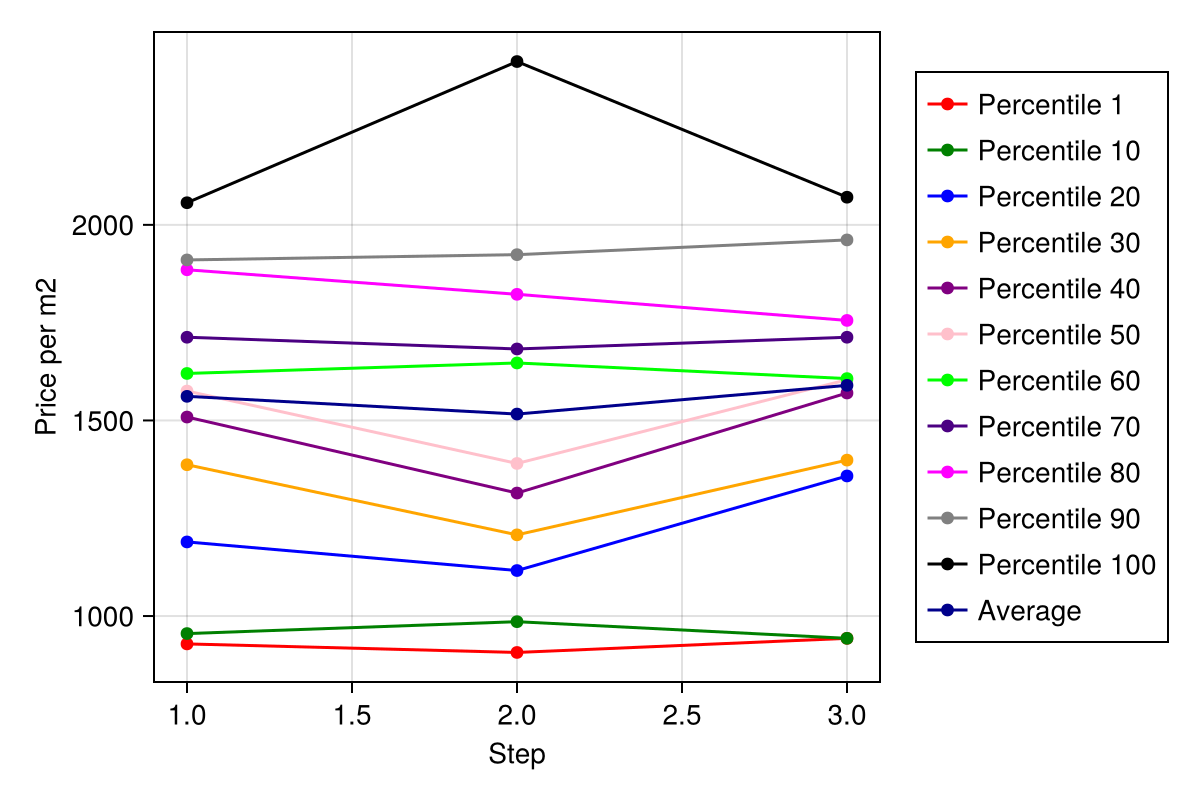 2000
1500
1000
Price per m2
1.0
1.5
2.0
2.5
3.0
Step
Percentile 1
Percentile 10
Percentile 20
Percentile 30
Percentile 40
Percentile 50
Percentile 60
Percentile 70
Percentile 80
Percentile 90
Percentile 100
Average